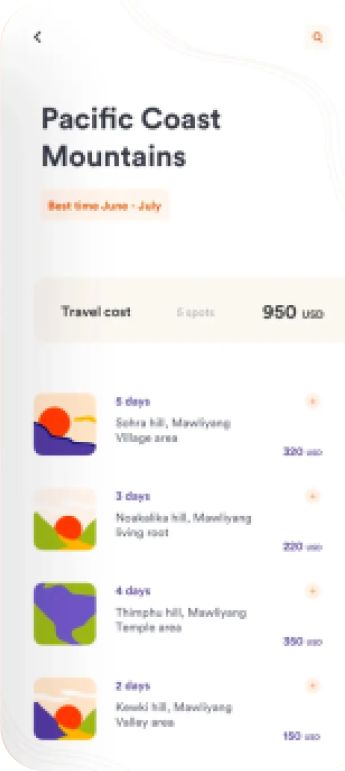 Pacific Coast
Mountains
Best time June - July
Travel cost 5 spots 950 USD
5 days
Sohra hill, Mawliyang
Village area
320 USD
3 days
Noakalika hill, Mawliyang
living root
220 USD
4 days
Thimphu hill, Mawliyang
Temple area
350 USD
2 days
Kewki hill, Mawliyang
Valley area
150 USD